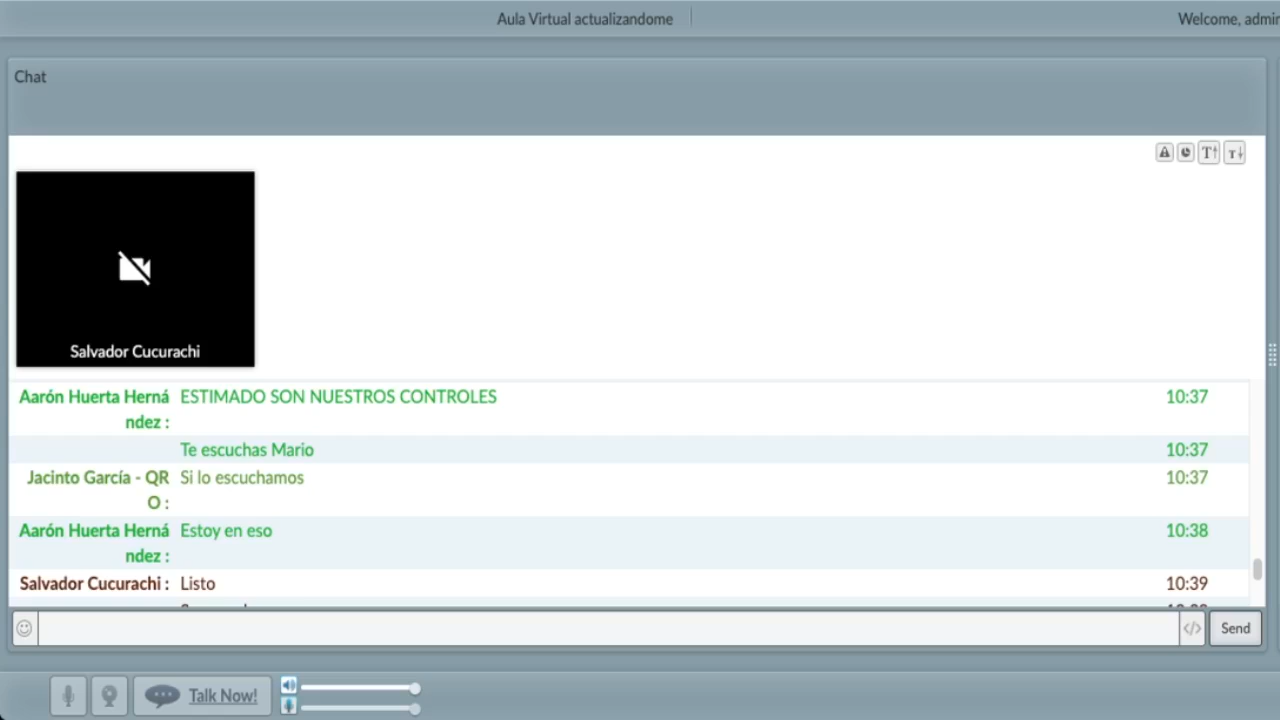 Aula Virtual actualizandome
Welcome, admin
Chat
Salvador Cucurachi
Aarón Huerta Herná
ndez :
ESTIMADO SON NUESTROS CONTROLES
10:37
Te escuchas Mario
10:37
Jacinto García - QR
O :
Si lo escuchamos
10:37
Aarón Huerta Herná
ndez :
Estoy en eso
10:38
Salvador Cucurachi :
Listo
10:39
Send
Talk Now!